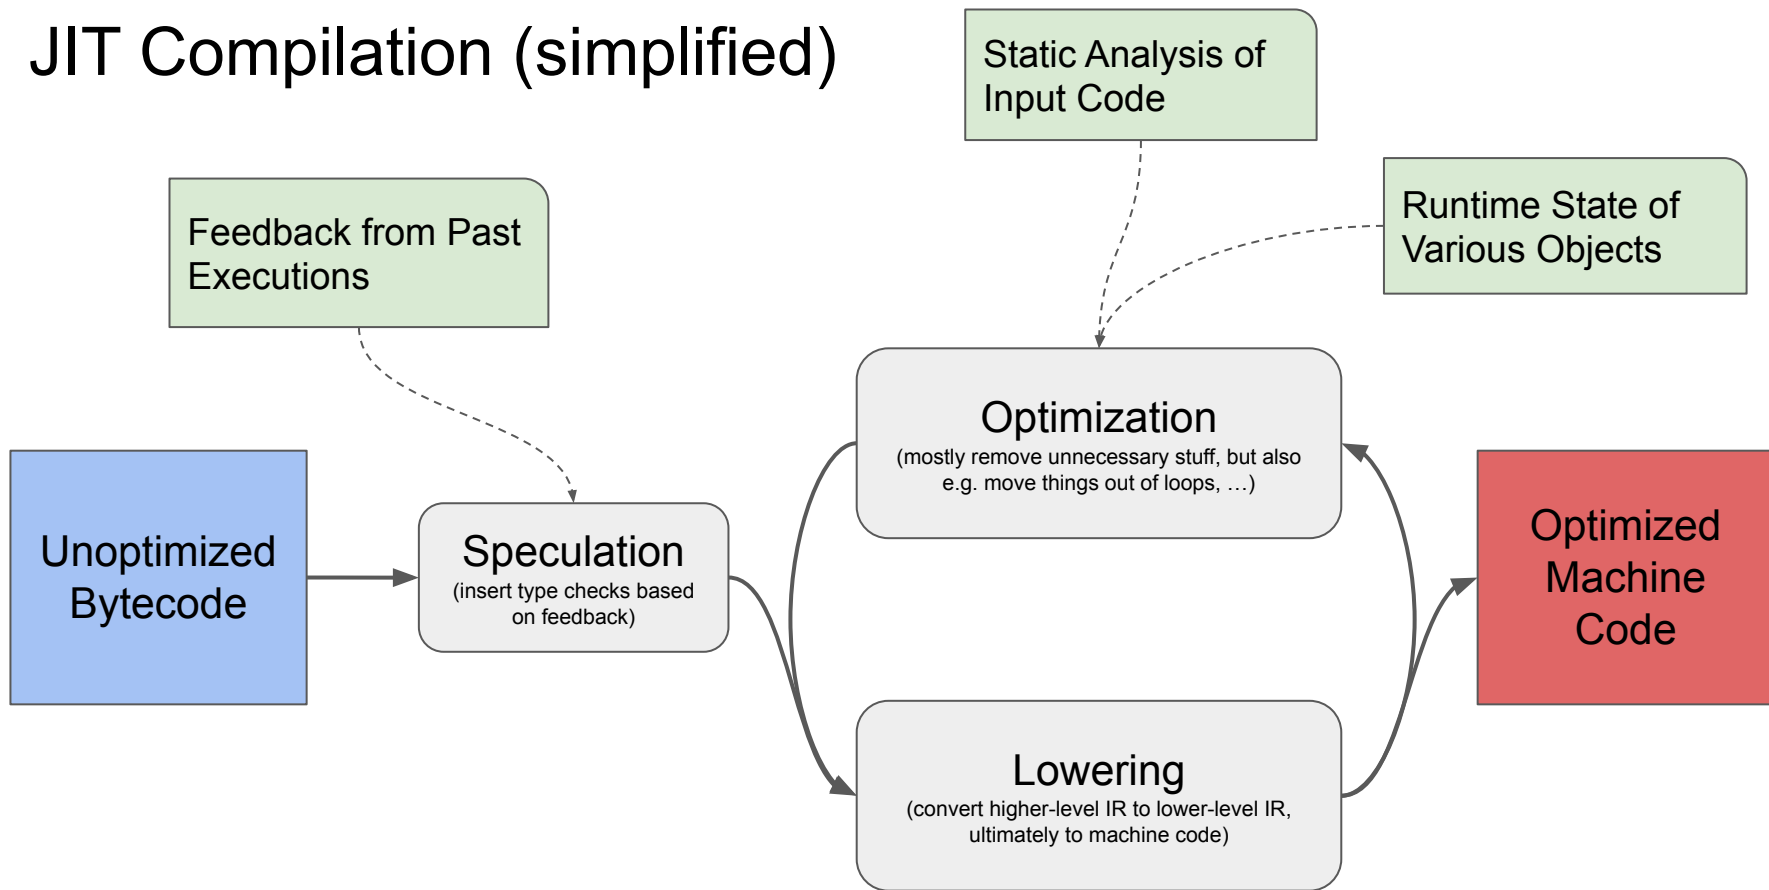 JIT Compilation (simplified)
Static Analysis of
Input Code
Runtime State of
Various Objects
Feedback from Past
Executions
Optimization
(mostly remove unnecessary stuff, but also
e.g. move things out of loops, …)
Unoptimized
Bytecode
Speculation
(insert type checks based
on feedback)
Optimized
Machine
Code
Lowering
(convert higher-level IR to lower-level IR,
ultimately to machine code)